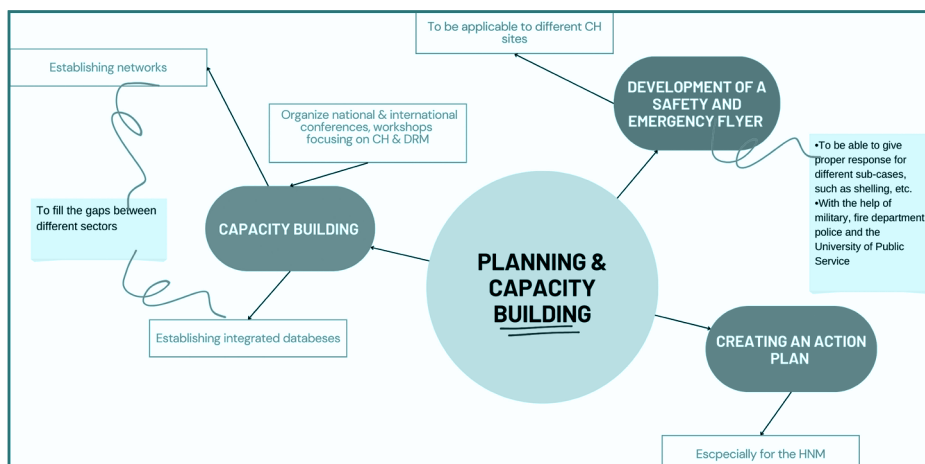 To be applicable to different CH
sites
Establishing networks
DEVELOPMENT OF A
SAFETY AND
EMERGENCY FLYER
Organize national & international
conferences, workshops
focusing on CH & DRM
•To be able to give
proper response for
different sub-cases,
such as shelling, etc.
•With the help of
military, fire department
police and the
University of Public
Service
To fill the gaps between
different sectors
CAPACITY BUILDING
PLANNING &
CAPACITY
BUILDING
Establishing integrated databeses
CREATING AN ACTION
PLAN
Escpecially for the HNM